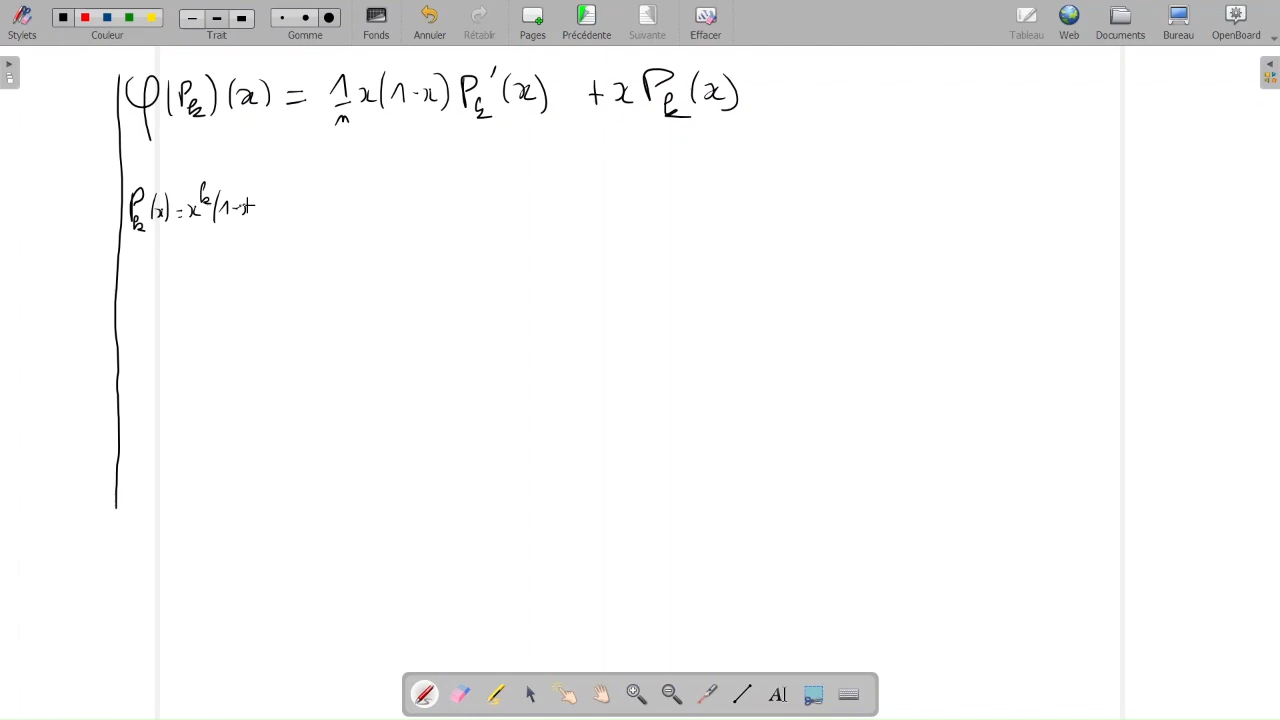 Stylets Couleur Trait Gomme Fonds Annuler Rétablir Pages Précédente Suivante Effacer Tableau Web Documents Bureau OpenBoard
φ(P_k)(x) = 1/n x(1-x) P_k'(x) + x P_k(x)
P_k(x) = x^k (1-x
AI